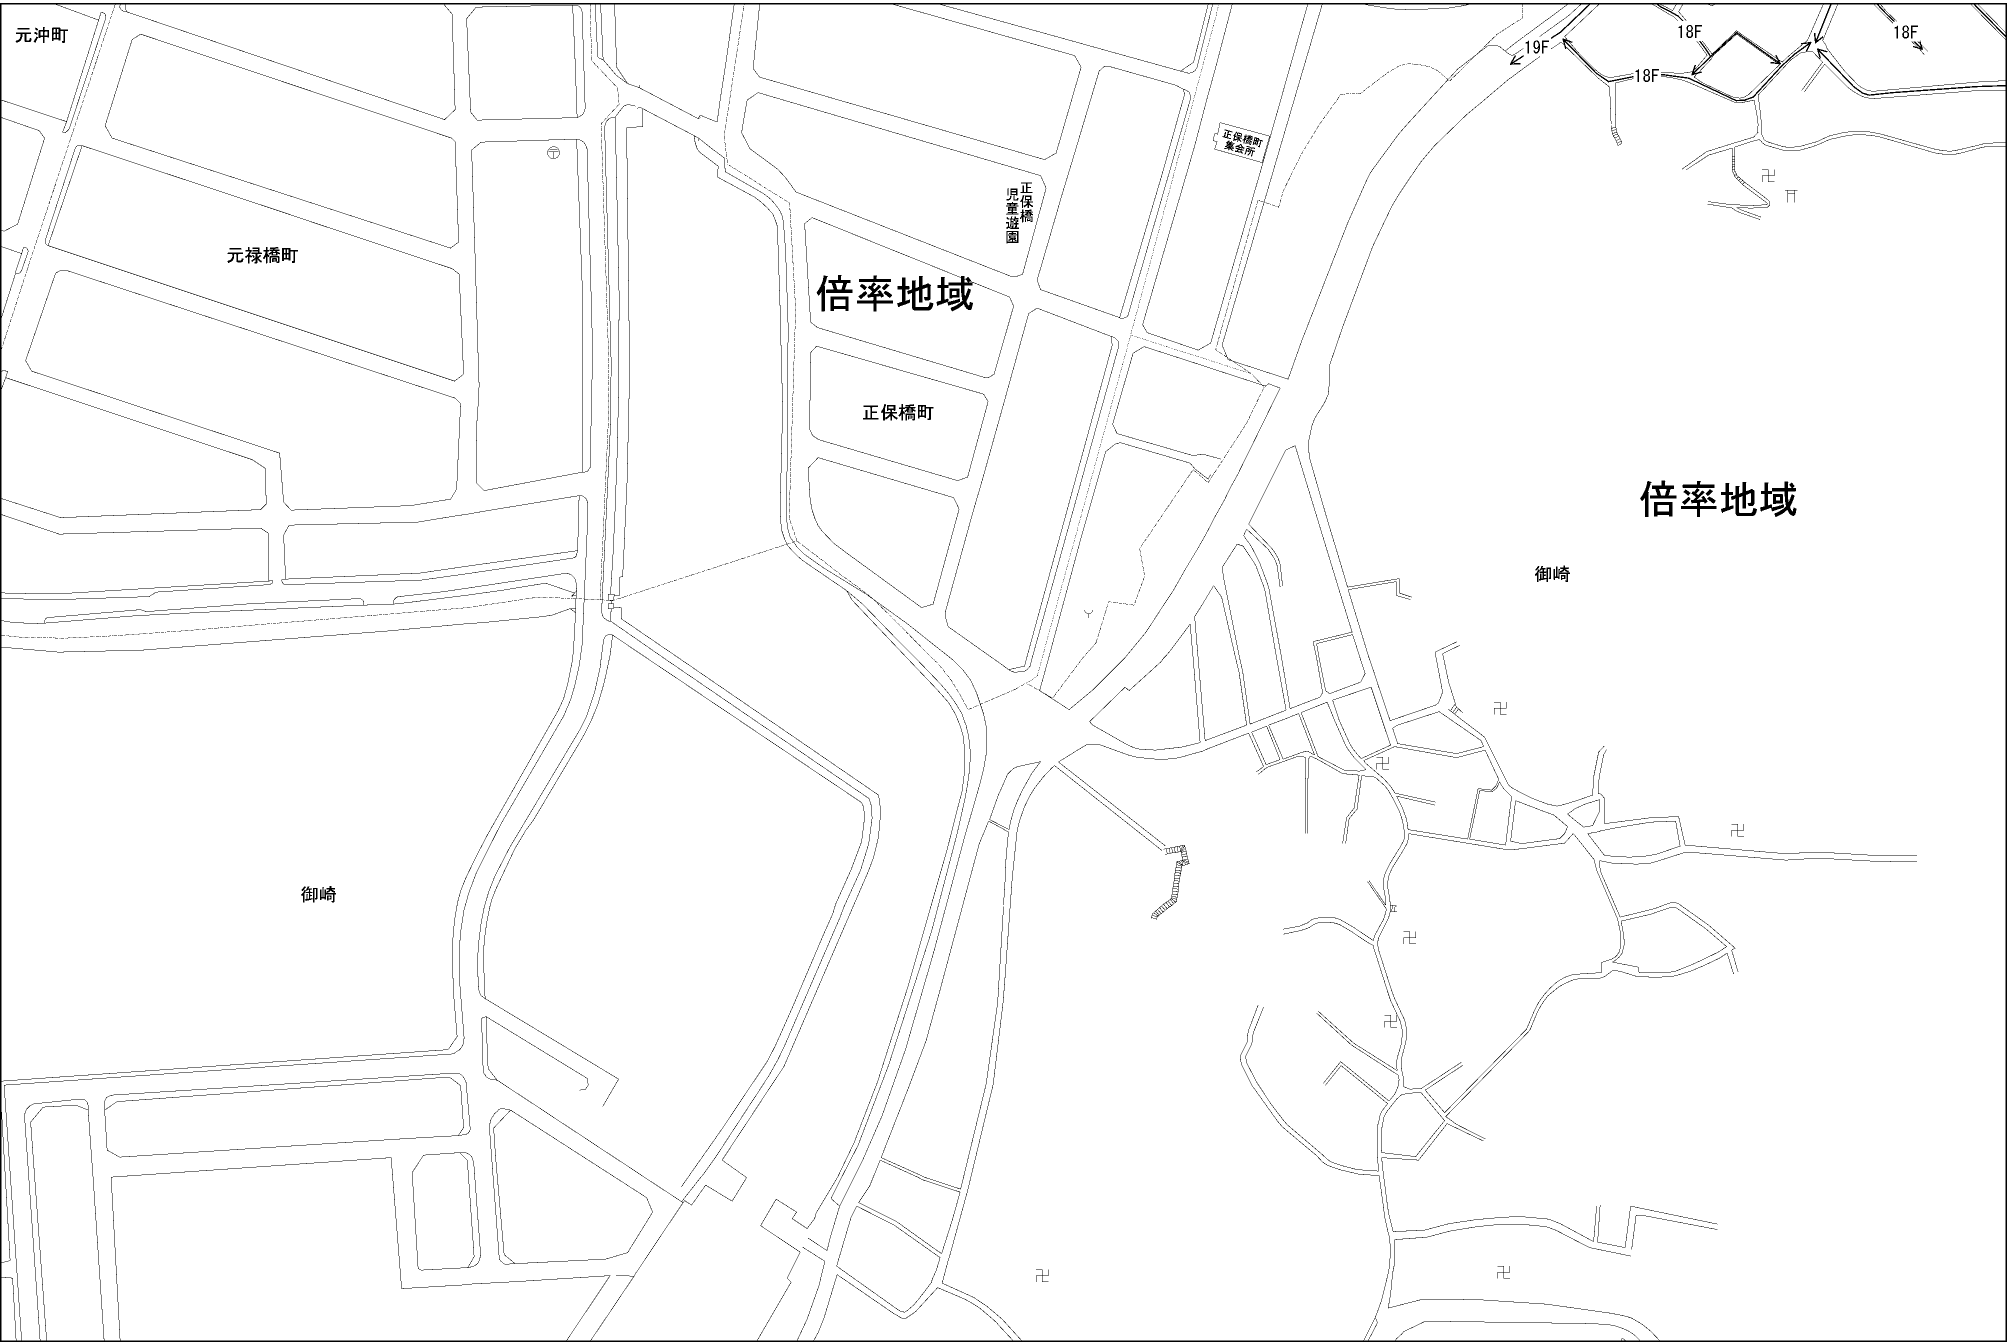 元沖町
19F
18F
18F
18F
正保橋町
集会所
正保橋
児童遊園
元禄橋町
倍率地域
正保橋町
倍率地域
御崎
御崎